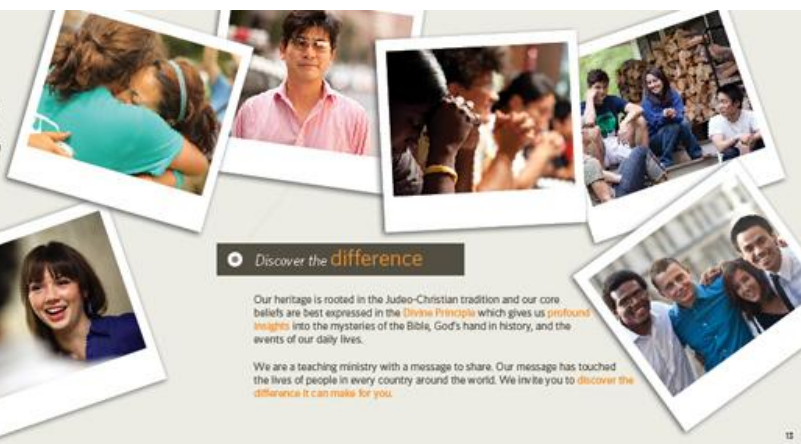 Discover the difference
Our heritage is rooted in the Judeo-Christian tradition and our core
beliefs are best expressed in the Divine Principle which gives us profound
insights into the mysteries of the Bible, God's hand in history, and the
events of our daily lives.
We are a teaching ministry with a message to share. Our message has touched
the lives of people in every country around the world. We invite you to discover the
difference it can make for you.
13